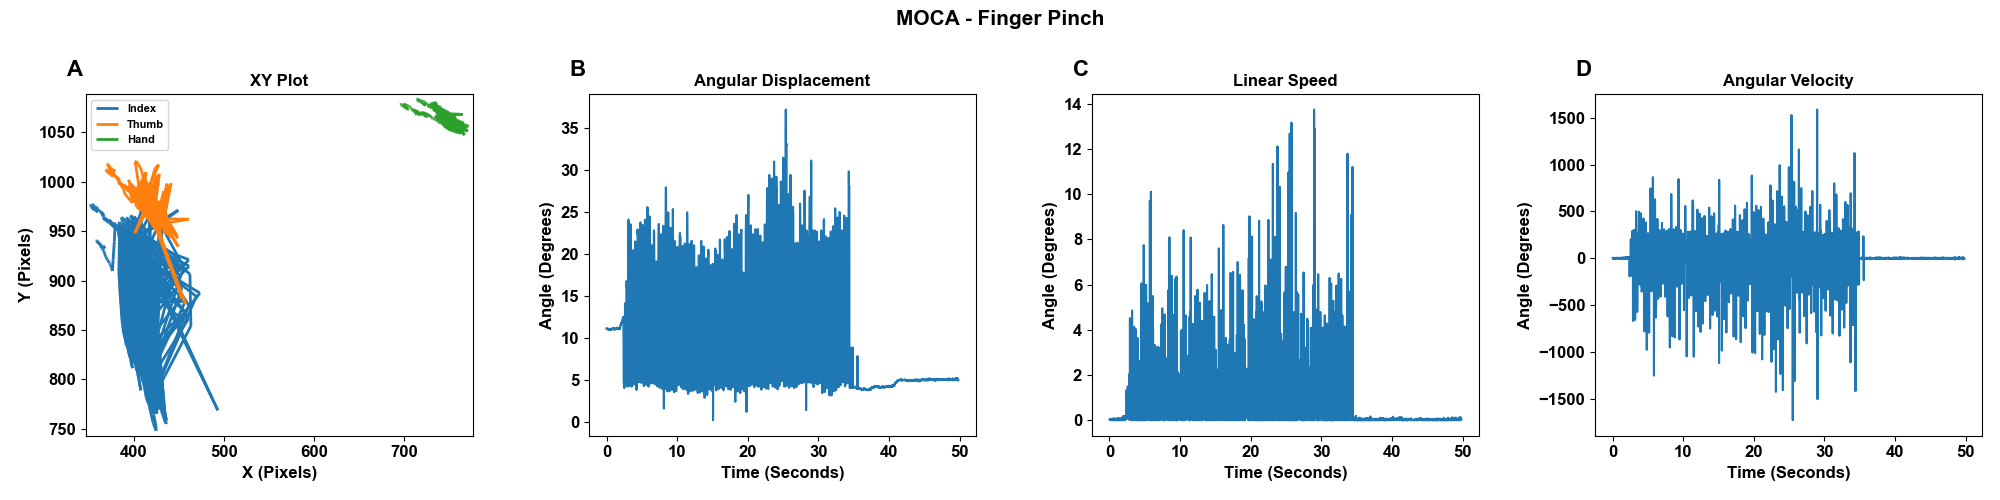 MOCA - Finger Pinch
A
XY Plot
Index
Thumb
Hand
Y (Pixels)
1050
1000
950
900
850
800
750
400
500
600
700
X (Pixels)
B
Angular Displacement
Angle (Degrees)
35
30
25
20
15
10
5
0
0
10
20
30
40
50
Time (Seconds)
C
Linear Speed
Angle (Degrees)
14
12
10
8
6
4
2
0
0
10
20
30
40
50
Time (Seconds)
D
Angular Velocity
Angle (Degrees)
1500
1000
500
0
−500
−1000
−1500
0
10
20
30
40
50
Time (Seconds)